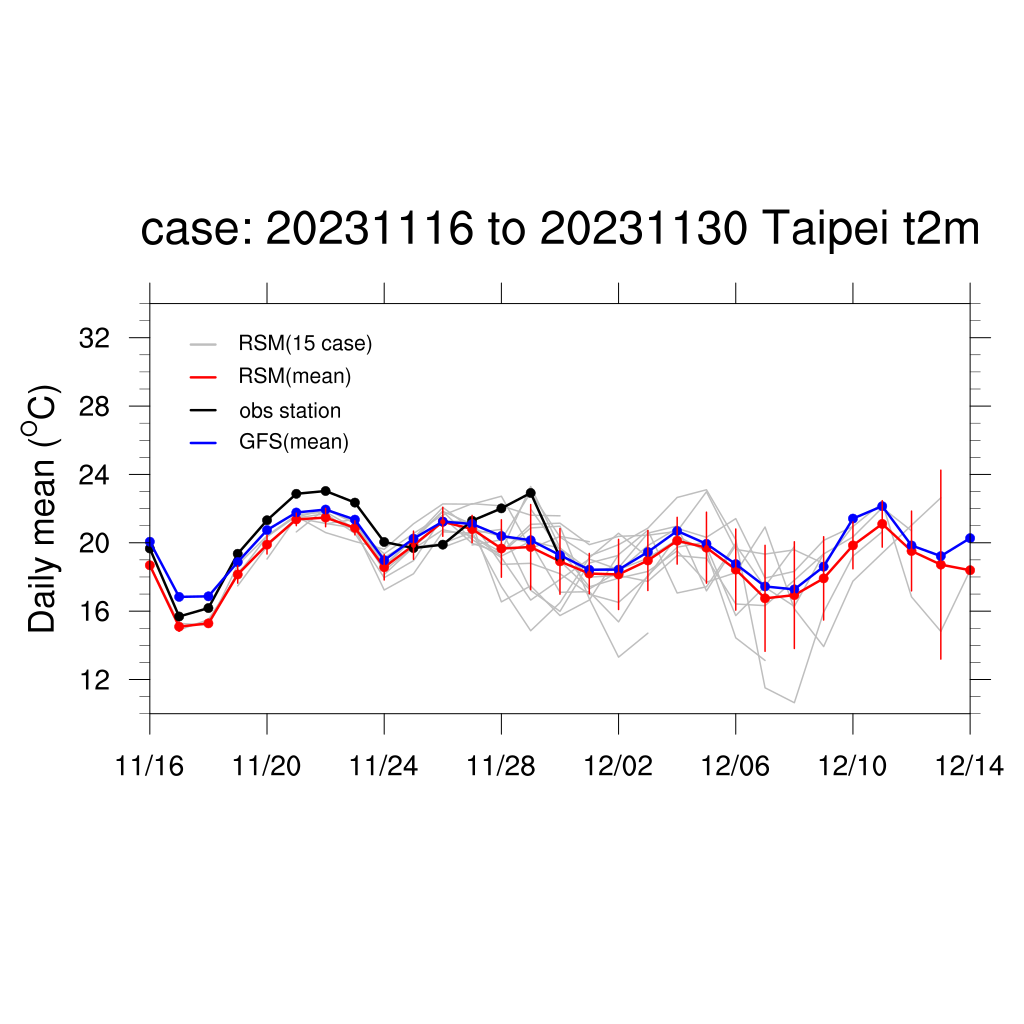 case: 20231116 to 20231130 Taipei t2m
Daily mean (°C)
32
28
24
20
16
12
RSM(15 case)
RSM(mean)
obs station
GFS(mean)
11/16 11/20 11/24 11/28 12/02 12/06 12/10 12/14